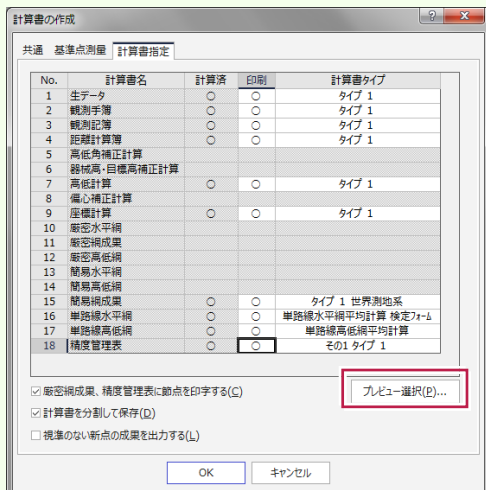 計算書の作成
共通 基準点測量 計算書指定
No. 計算書名 計算済 印刷 計算書タイプ
1 生データ ○ ○ タイプ 1
2 観測手簿 ○ ○ タイプ 1
3 観測記簿 ○ ○ タイプ 1
4 距離計算簿 ○ ○ タイプ 1
5 高低角補正計算
6 器械高・目標高補正計算
7 高低計算 ○ ○ タイプ 1
8 偏心補正計算
9 座標計算 ○ ○ タイプ 1
10 厳密水平網
11 厳密網成果
12 厳密高低網
13 簡易水平網
14 簡易高低網
15 簡易網成果 ○ ○ タイプ 1 世界測地系
16 単路線水平網 ○ ○ 単路線水平網平均計算 検定フォーム
17 単路線高低網 ○ ○ 単路線高低網平均計算
18 精度管理表 ○ ○ その1 タイプ 1
厳密網成果、精度管理表に節点を印字する(C)
プレビュー選択(P)...
計算書を分割して保存(D)
視準のない新点の成果を出力する(L)
OK キャンセル